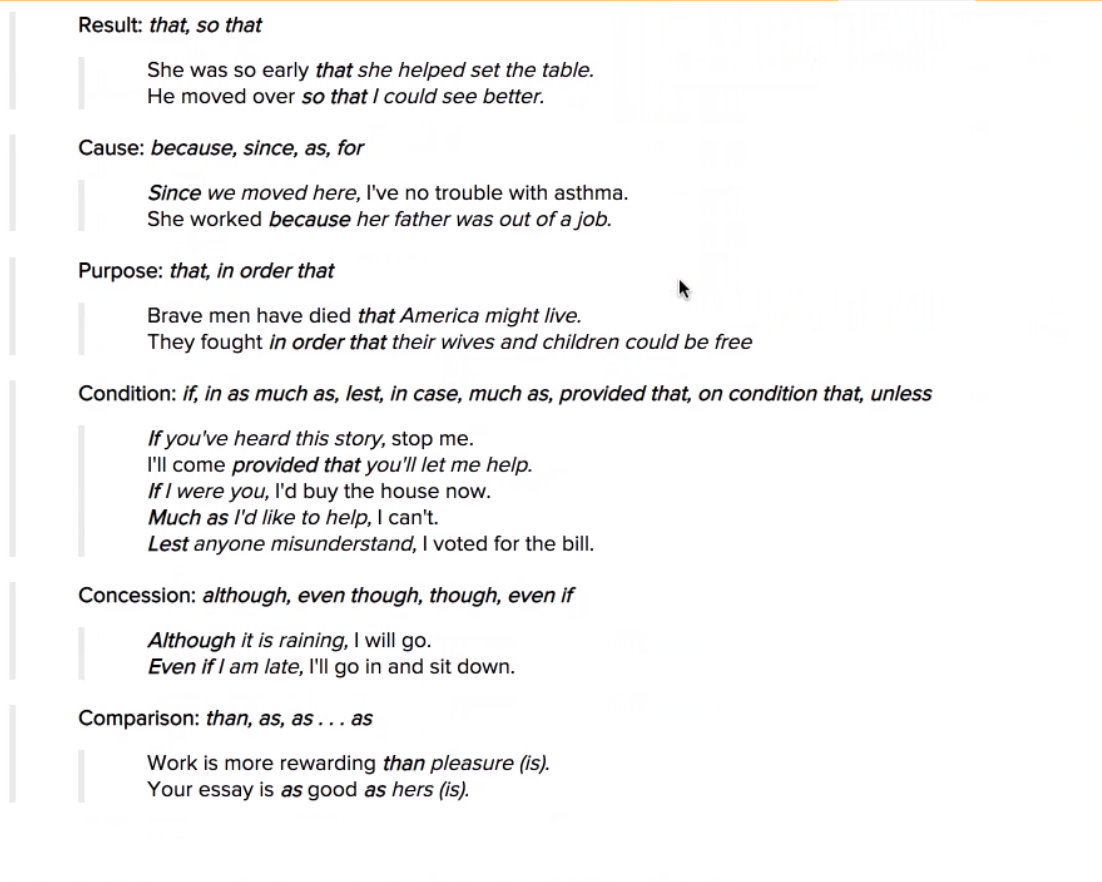 Result: that, so that
She was so early that she helped set the table.
He moved over so that I could see better.
Cause: because, since, as, for
Since we moved here, I've no trouble with asthma.
She worked because her father was out of a job.
Purpose: that, in order that
Brave men have died that America might live.
They fought in order that their wives and children could be free
Condition: if, in as much as, lest, in case, much as, provided that, on condition that, unless
If you've heard this story, stop me.
I'll come provided that you'll let me help.
If I were you, I'd buy the house now.
Much as I'd like to help, I can't.
Lest anyone misunderstand, I voted for the bill.
Concession: although, even though, though, even if
Although it is raining, I will go.
Even if I am late, I'll go in and sit down.
Comparison: than, as, as . . . as
Work is more rewarding than pleasure (is).
Your essay is as good as hers (is).